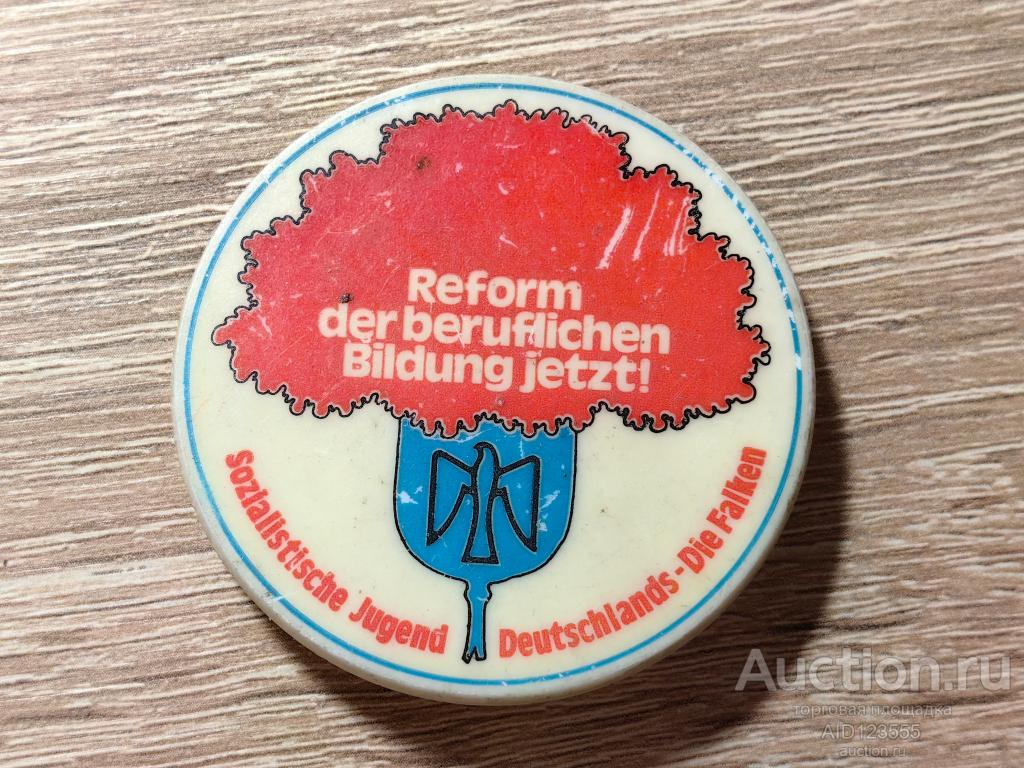 Reform
der beruflichen
Bildung jetzt!
Sozialistische Jugend Deutschlands - Die Falken
Auction.ru
торговая площадка
AID123555
auction.ru